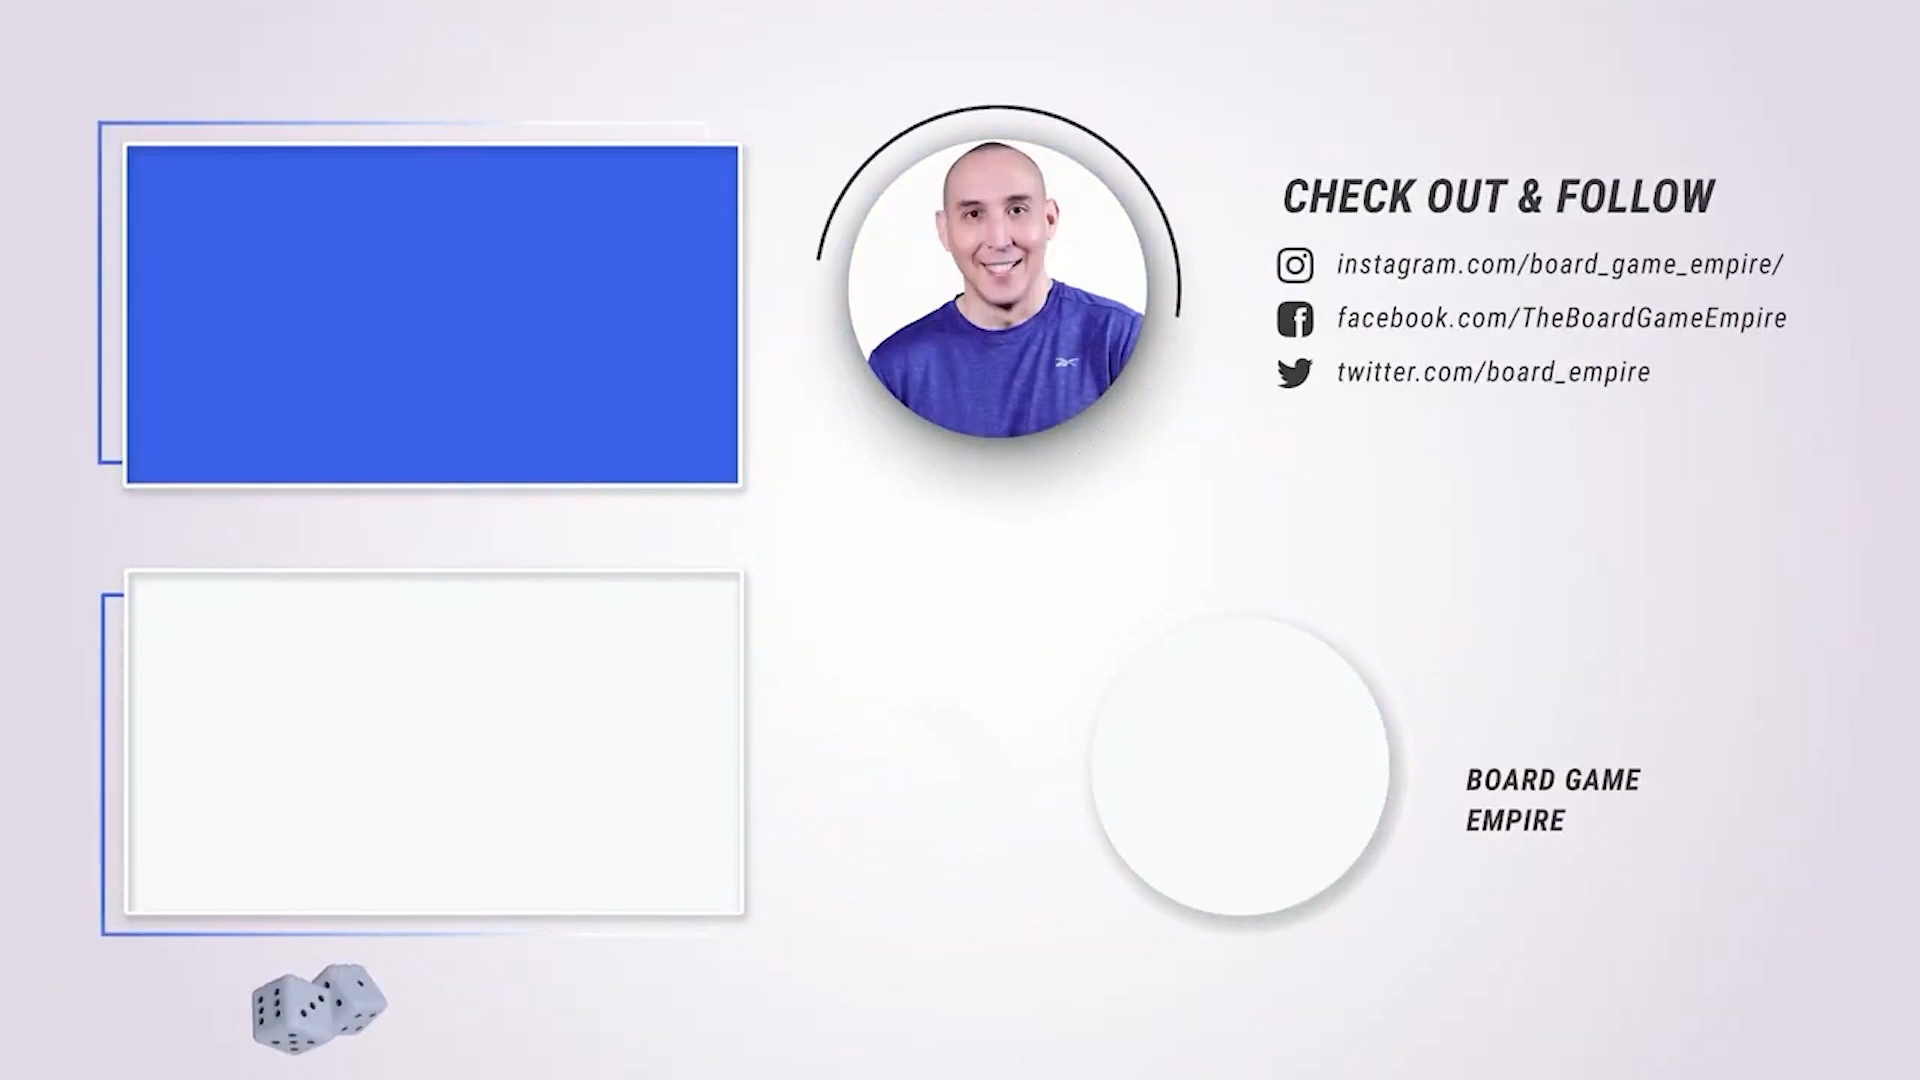 CHECK OUT & FOLLOW
instagram.com/board_game_empire/
facebook.com/TheBoardGameEmpire
twitter.com/board_empire
BOARD GAME
EMPIRE